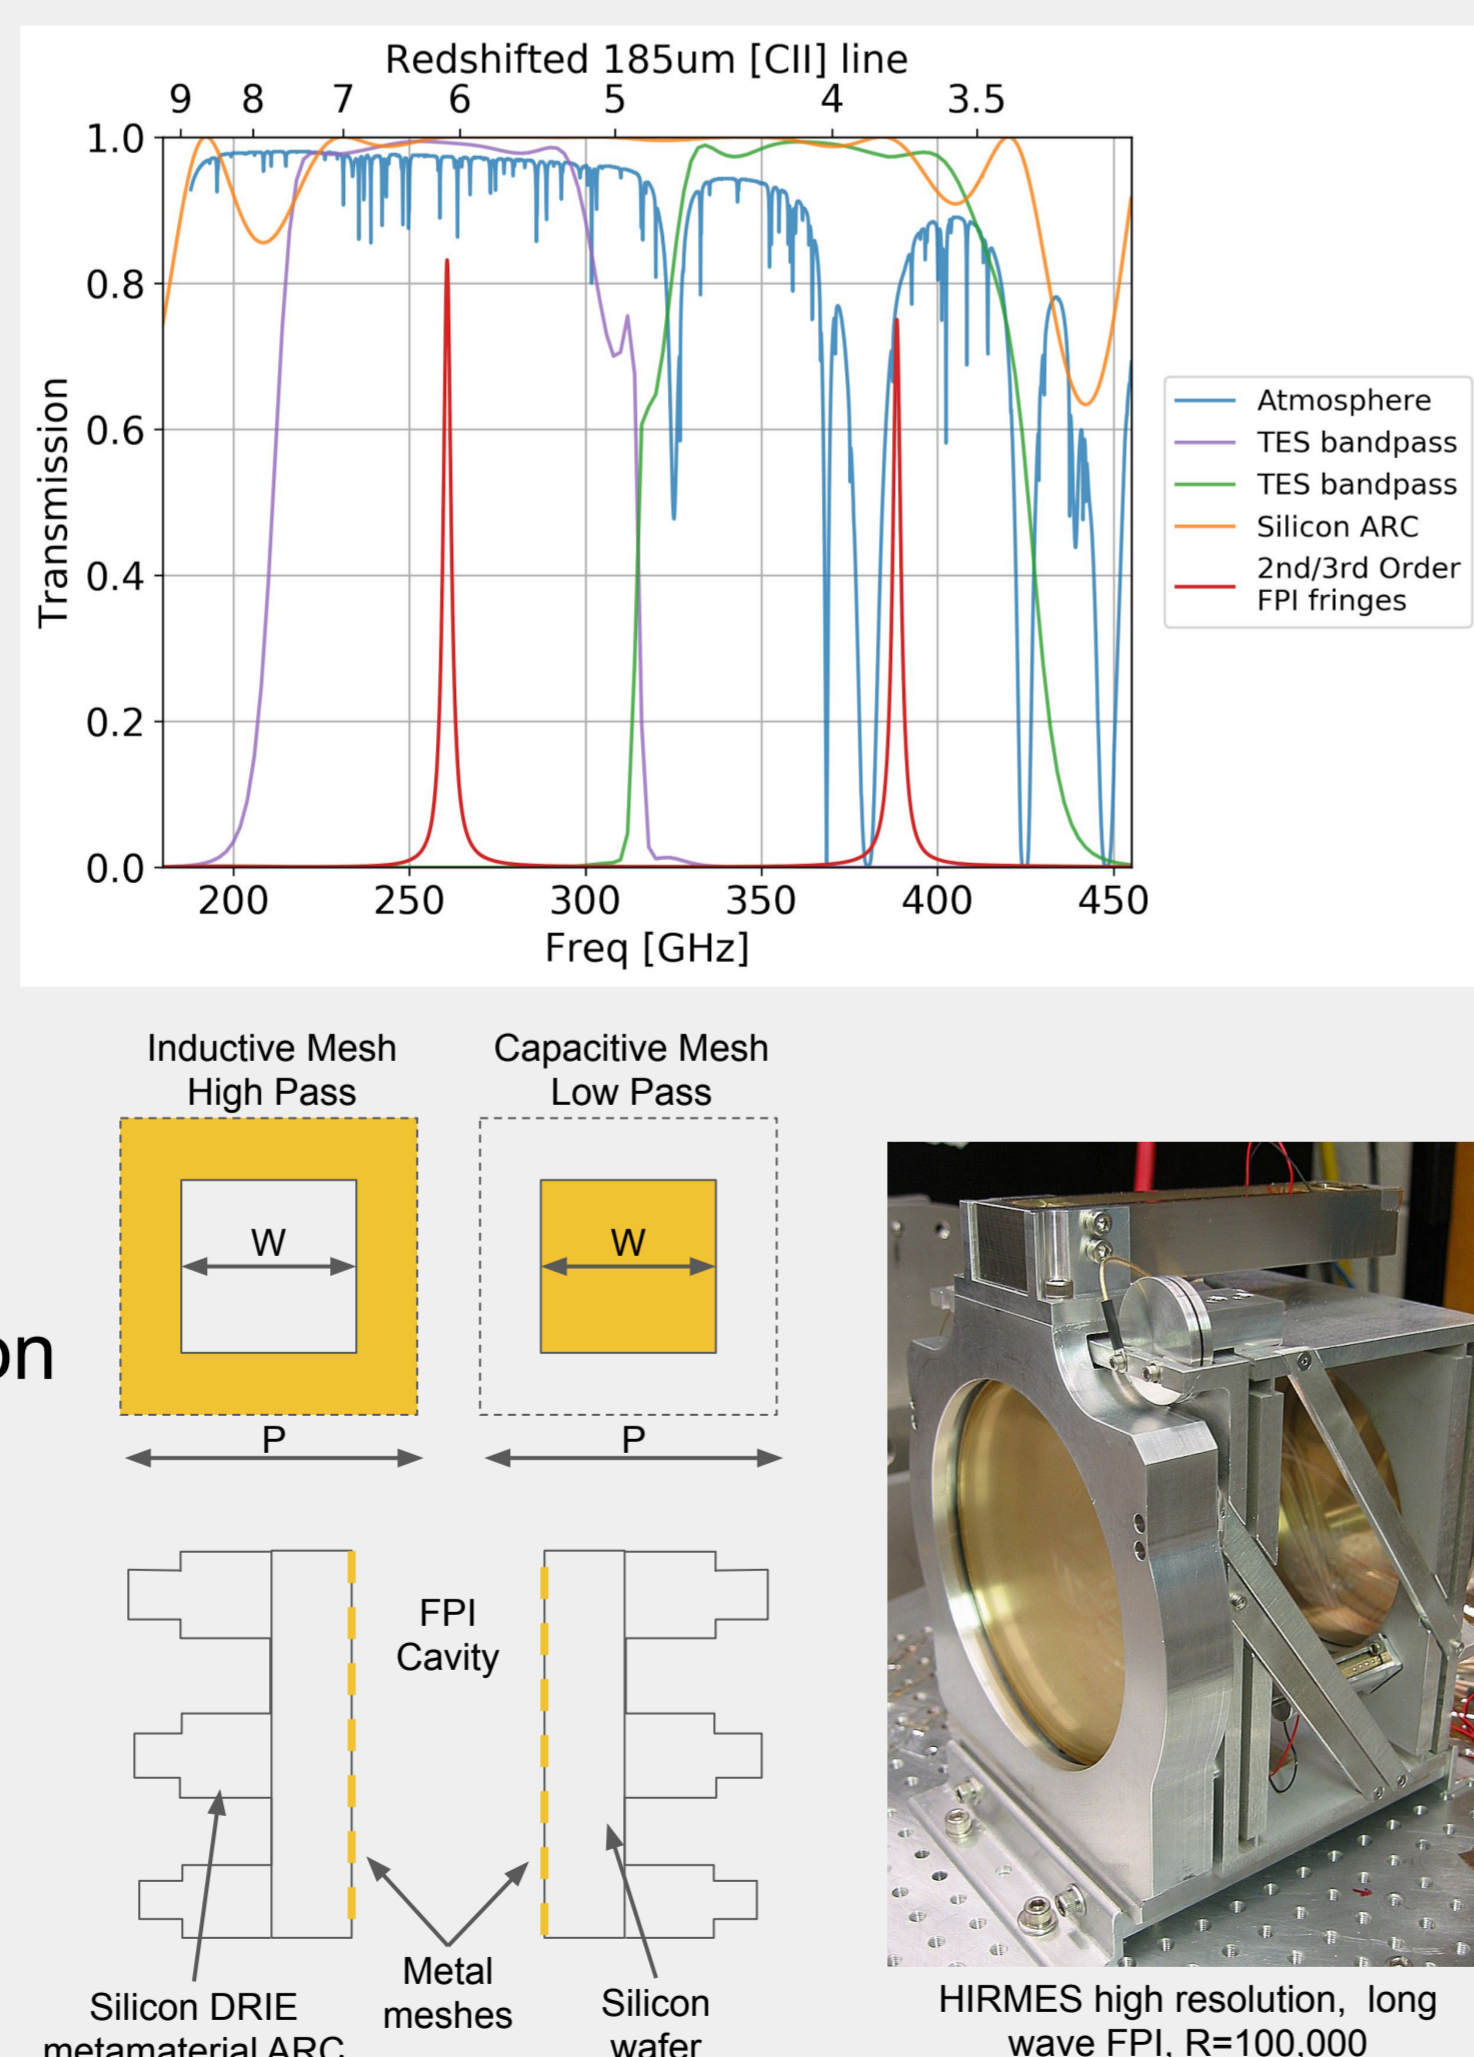 Redshifted 185um [CII] line
9 8 7 6 5 4 3.5
1.0
0.8
0.6
0.4
0.2
0.0
Transmission
200 250 300 350 400 450
Freq [GHz]
Atmosphere
TES bandpass
TES bandpass
Silicon ARC
2nd/3rd Order
FPI fringes
Inductive Mesh
High Pass
Capacitive Mesh
Low Pass
W
W
on
P
P
FPI
Cavity
Metal
meshes
Silicon DRIE
metamaterial ARC
Silicon
wafer
HIRMES high resolution, long
wave FPI, R=100,000